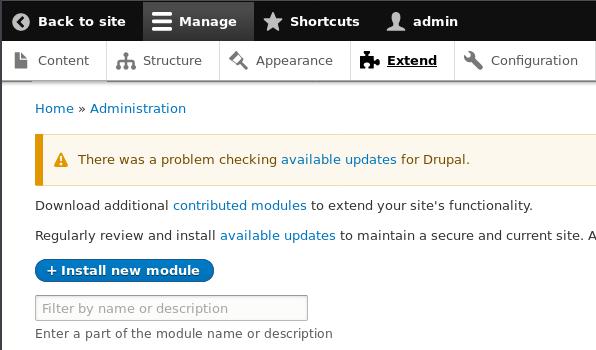 Back to site Manage Shortcuts admin
Content Structure Appearance Extend Configuration
Home » Administration
There was a problem checking available updates for Drupal.
Download additional contributed modules to extend your site's functionality.
Regularly review and install available updates to maintain a secure and current site. A
+ Install new module
Filter by name or description
Enter a part of the module name or description